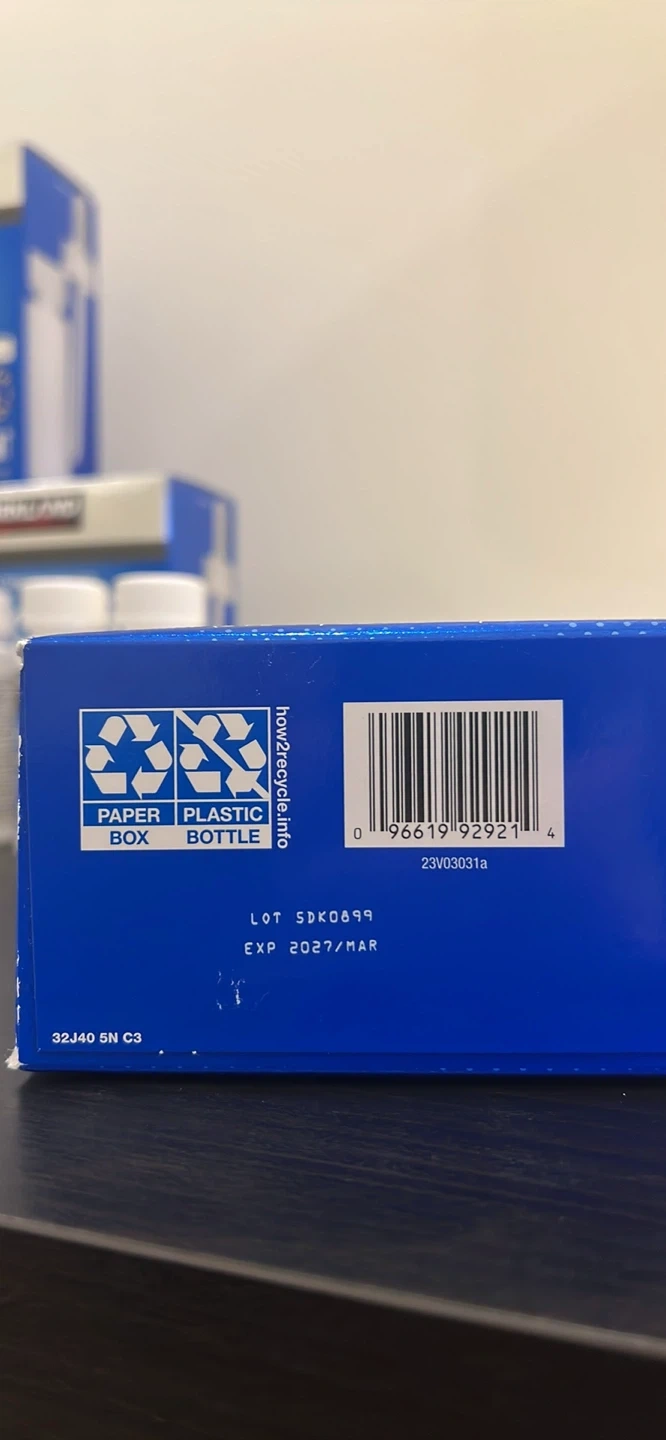 PAPER PLASTIC
BOX BOTTLE
how2recycle.info
0 96619 92921 4
23V03031a
LOT 5DK0899
EXP 2027/MAR
32J40 5N C3